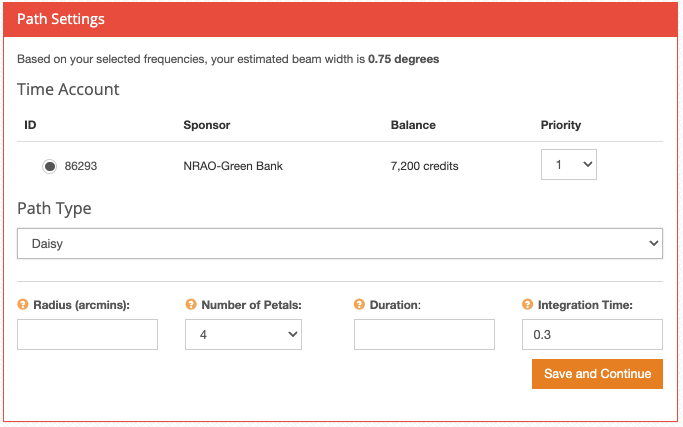 Path Settings
Based on your selected frequencies, your estimated beam width is 0.75 degrees
Time Account
ID Sponsor Balance Priority
86293 NRAO-Green Bank 7,200 credits 1
Path Type
Daisy
Radius (arcmins): Number of Petals: Duration: Integration Time:
4 0.3
Save and Continue